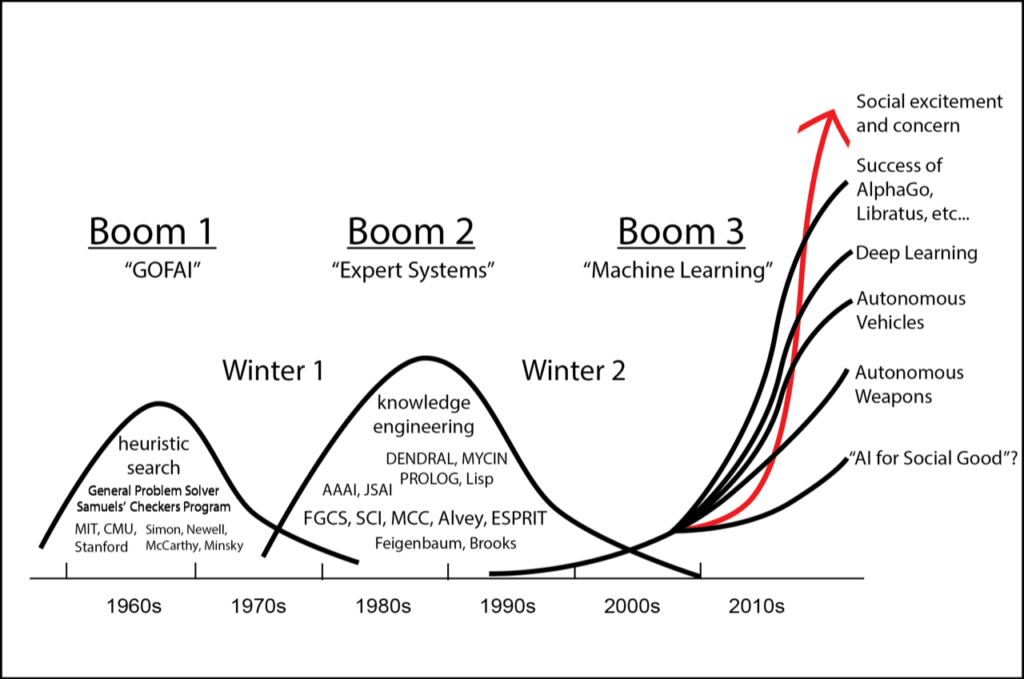 Social excitement
and concern
Success of
AlphaGo,
Libratus, etc...
Boom 1
"GOFAI"
Boom 2
"Expert Systems"
Boom 3
"Machine Learning"
Deep Learning
Autonomous
Vehicles
Autonomous
Weapons
"AI for Social Good"?
Winter 1
Winter 2
heuristic
search
General Problem Solver
Samuels' Checkers Program
MIT, CMU,
Stanford
Simon, Newell,
McCarthy, Minsky
knowledge
engineering
DENDRAL, MYCIN
PROLOG, Lisp
AAAI, JSAI
FGCS, SCI, MCC, Alvey, ESPRIT
Feigenbaum, Brooks
1960s 1970s 1980s 1990s 2000s 2010s